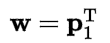 𝐰 = 𝐩₁ᵀ